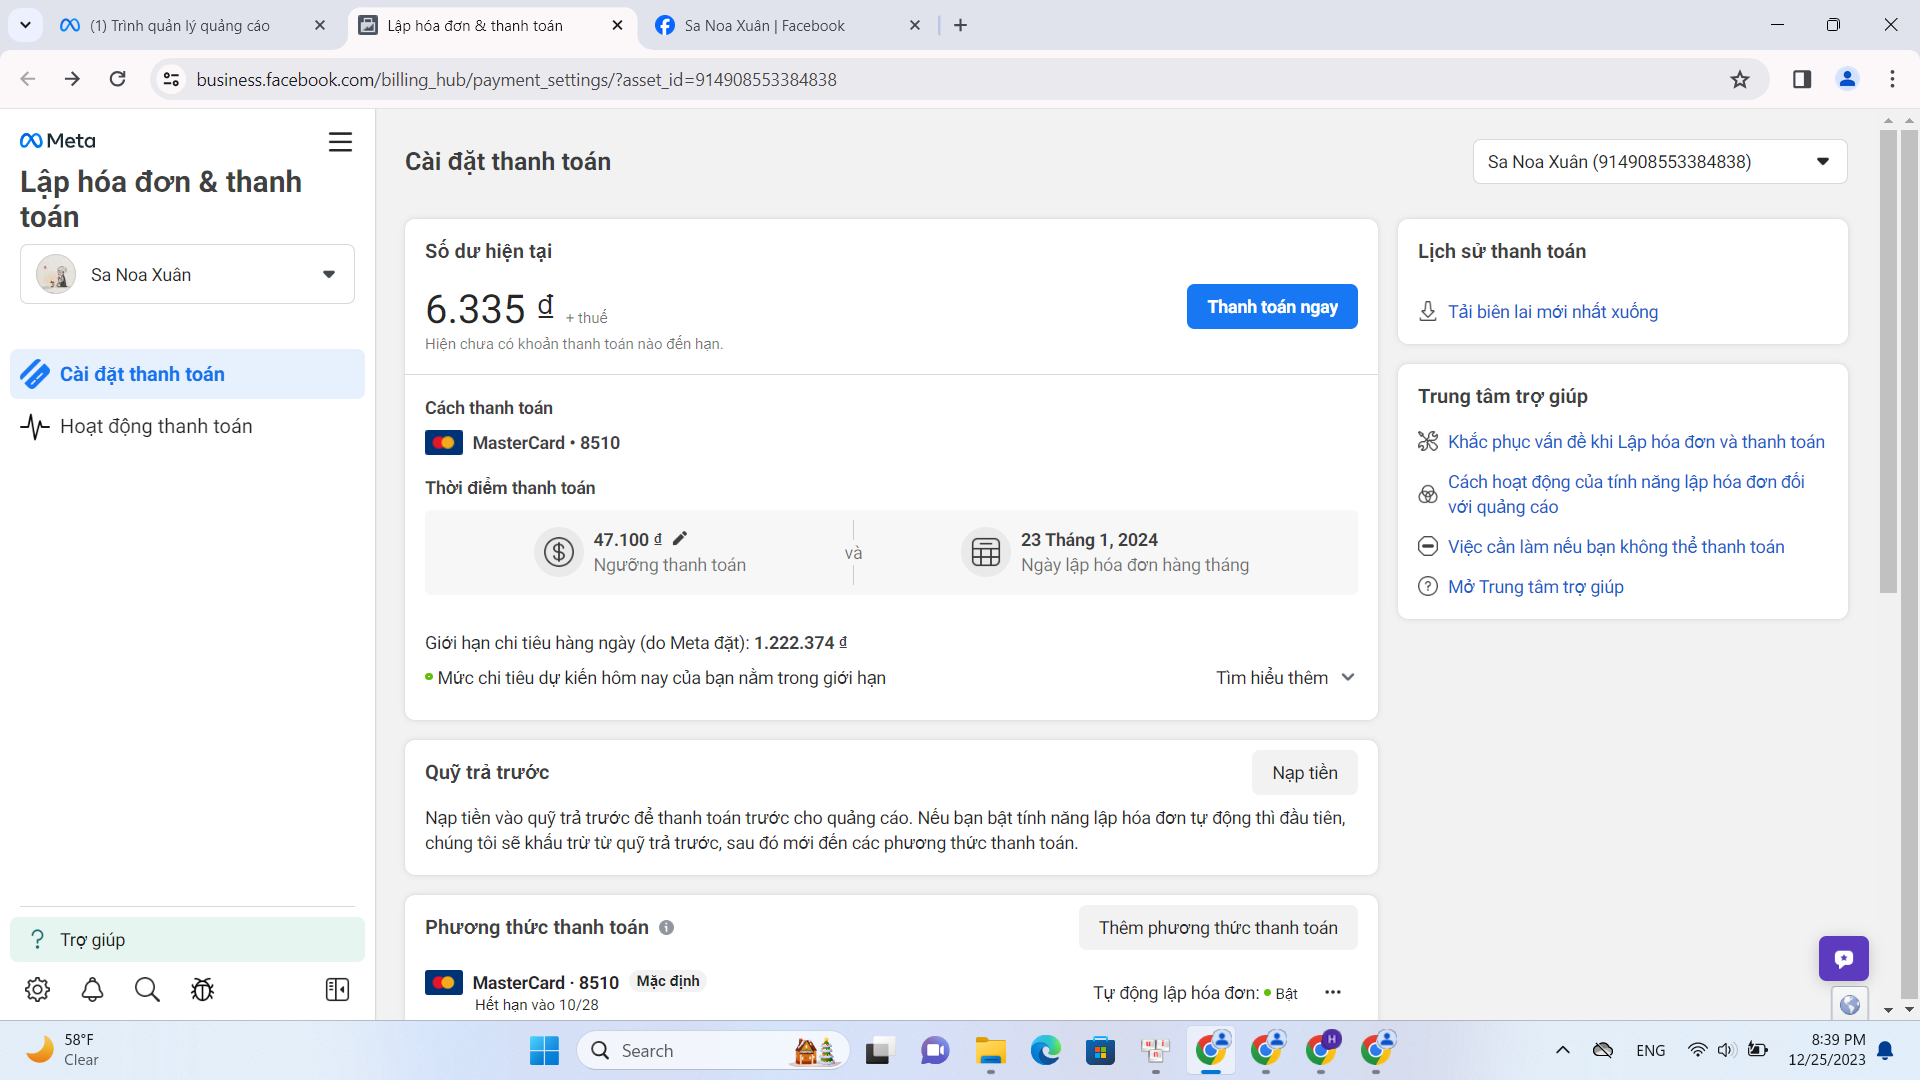 (1) Trình quản lý quảng cáo
Lập hóa đơn & thanh toán
Sa Noa Xuân | Facebook
business.facebook.com/billing_hub/payment_settings/?asset_id=914908553384838
Meta
Lập hóa đơn & thanh
toán
Sa Noa Xuân
Cài đặt thanh toán
Hoạt động thanh toán
Trợ giúp
Cài đặt thanh toán
Sa Noa Xuân (914908553384838)
Số dư hiện tại
6.335 ₫ + thuế
Thanh toán ngay
Hiện chưa có khoản thanh toán nào đến hạn.
Cách thanh toán
MasterCard • 8510
Thời điểm thanh toán
47.100 ₫
Ngưỡng thanh toán
và
23 Tháng 1, 2024
Ngày lập hóa đơn hàng tháng
Giới hạn chi tiêu hàng ngày (do Meta đặt): 1.222.374 ₫
Mức chi tiêu dự kiến hôm nay của bạn nằm trong giới hạn
Tìm hiểu thêm
Quỹ trả trước
Nạp tiền
Nạp tiền vào quỹ trả trước để thanh toán trước cho quảng cáo. Nếu bạn bật tính năng lập hóa đơn tự động thì đầu tiên,
chúng tôi sẽ khấu trừ từ quỹ trả trước, sau đó mới đến các phương thức thanh toán.
Phương thức thanh toán
Thêm phương thức thanh toán
MasterCard · 8510 Mặc định
Hết hạn vào 10/28
Tự động lập hóa đơn: Bật
Lịch sử thanh toán
Tải biên lai mới nhất xuống
Trung tâm trợ giúp
Khắc phục vấn đề khi Lập hóa đơn và thanh toán
Cách hoạt động của tính năng lập hóa đơn đối
với quảng cáo
Việc cần làm nếu bạn không thể thanh toán
Mở Trung tâm trợ giúp
58°F
Clear
Search
H
ENG
8:39 PM
12/25/2023